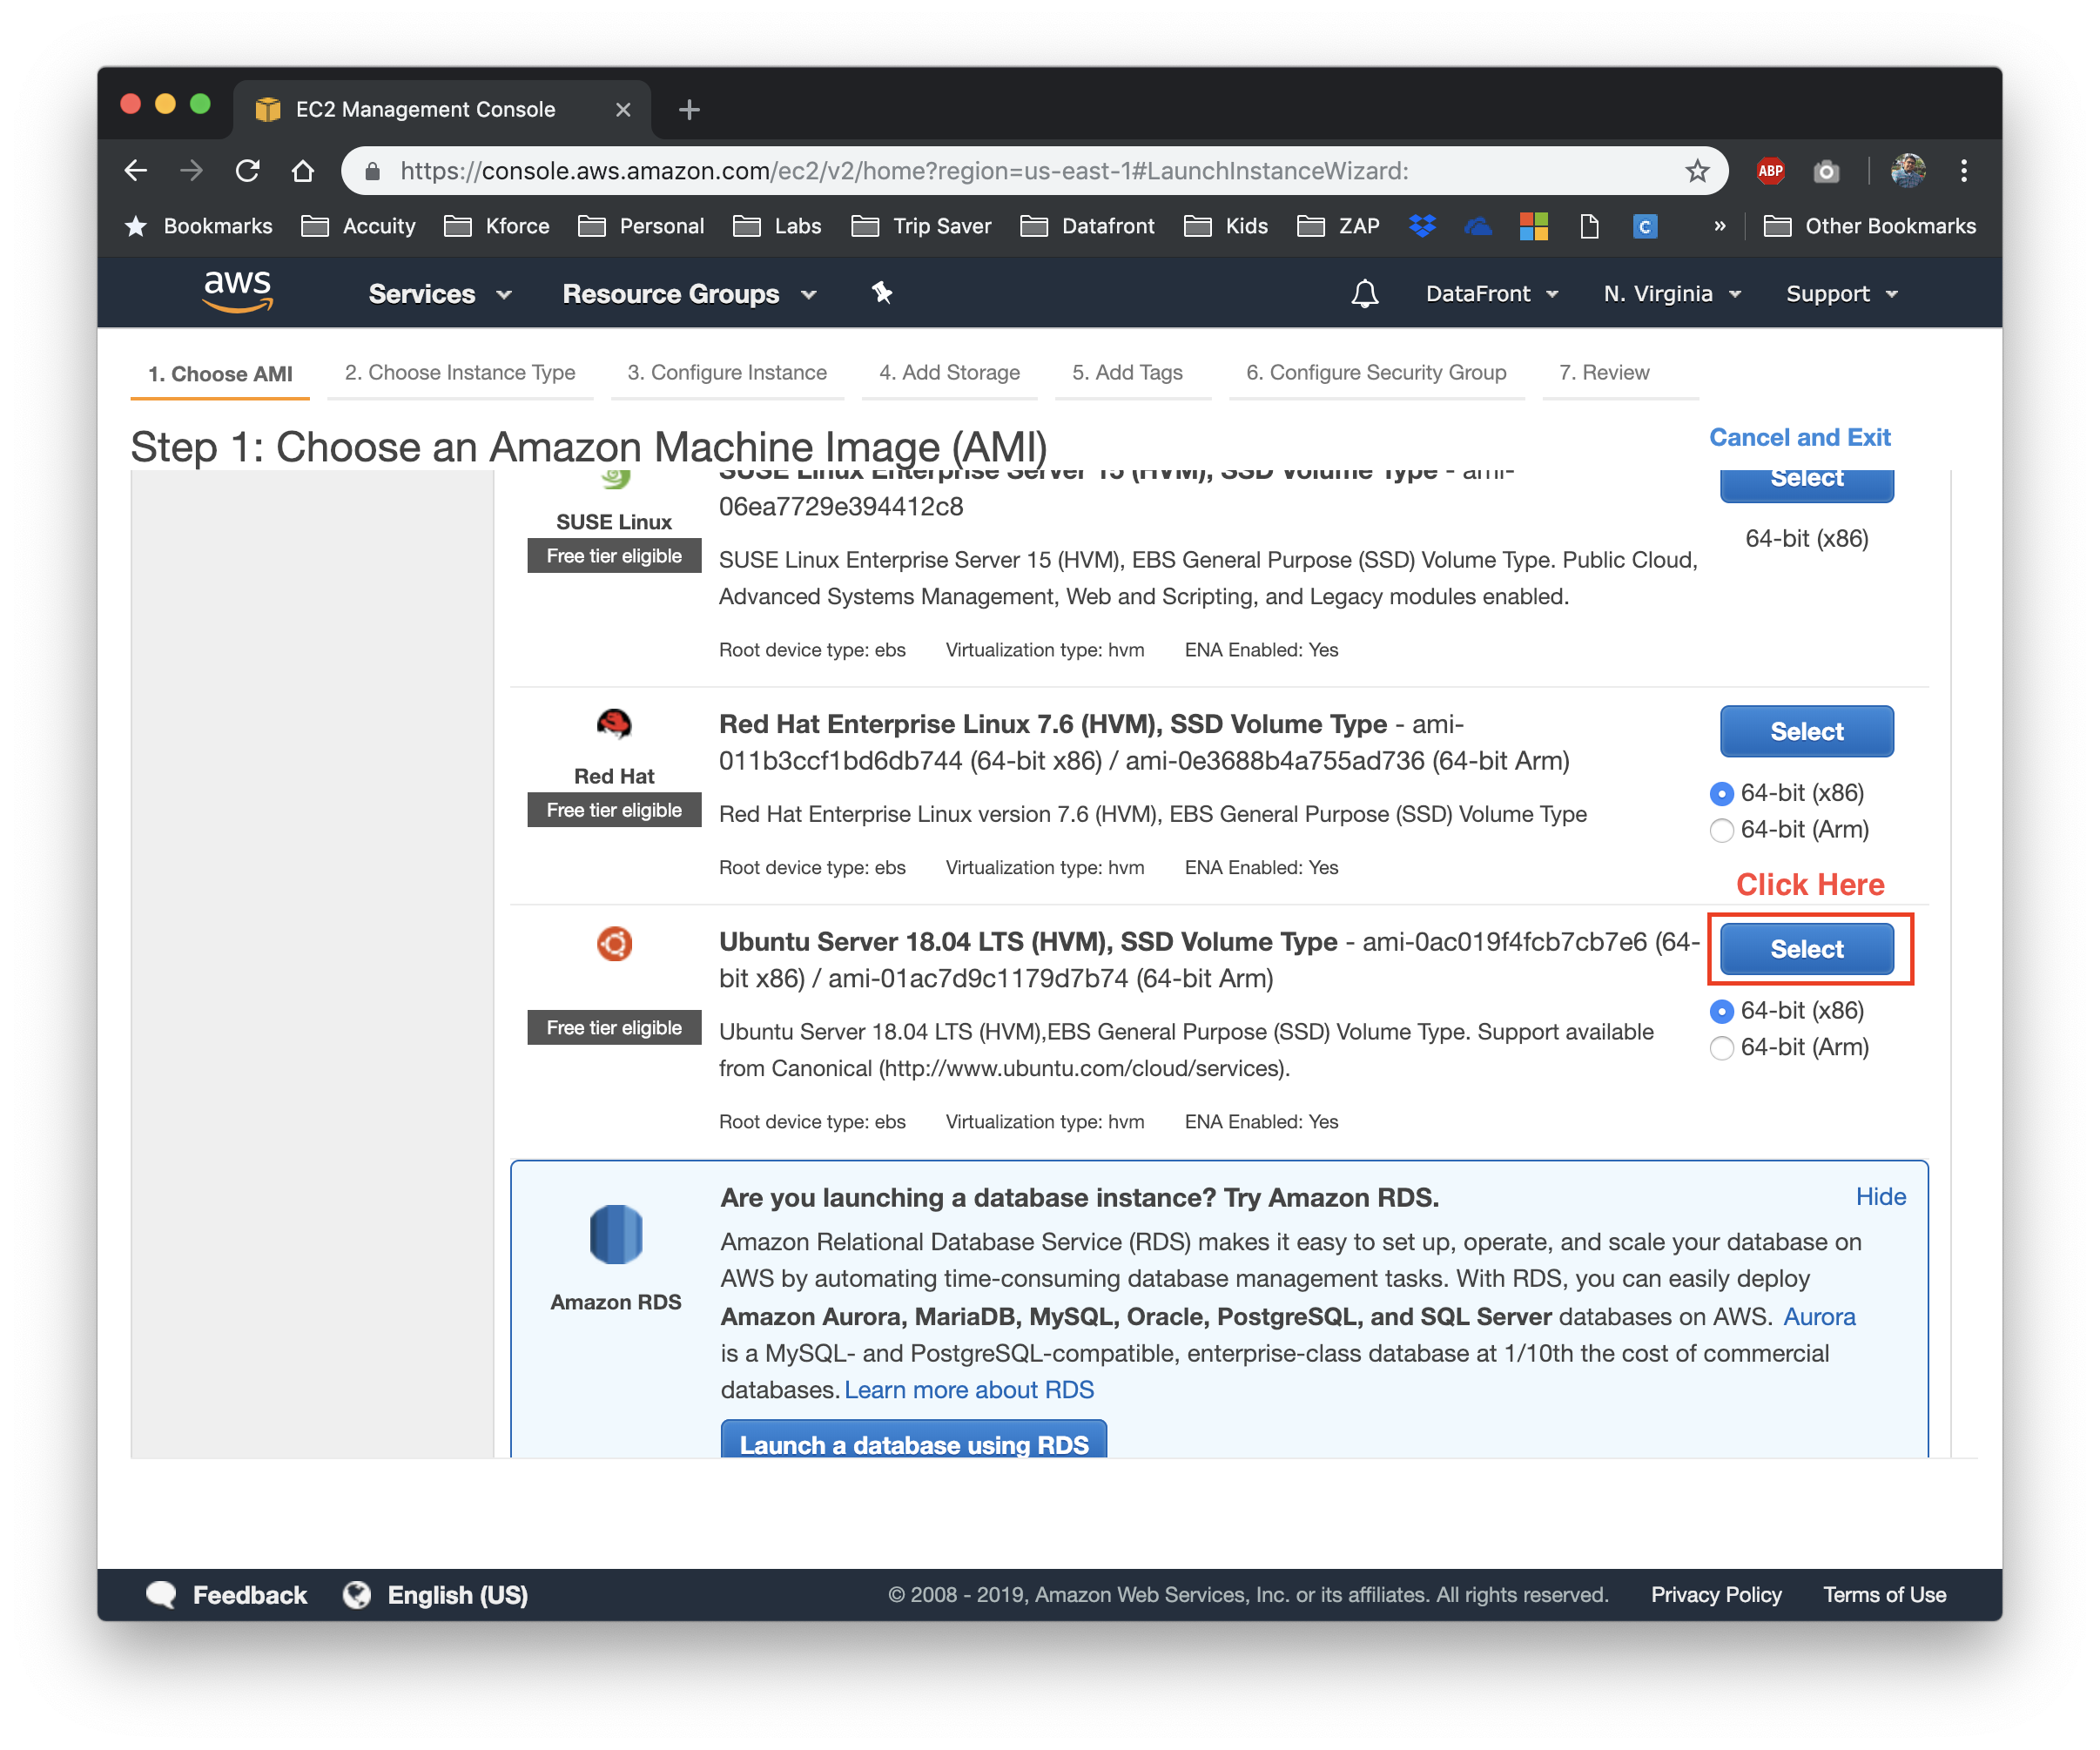 EC2 Management Console
https://console.aws.amazon.com/ec2/v2/home?region=us-east-1#LaunchInstanceWizard:
ABP
Bookmarks Accuity Kforce Personal Labs Trip Saver Datafront Kids ZAP C » Other Bookmarks
aws Services Resource Groups DataFront N. Virginia Support
1. Choose AMI 2. Choose Instance Type 3. Configure Instance 4. Add Storage 5. Add Tags 6. Configure Security Group 7. Review
Step 1: Choose an Amazon Machine Image (AMI)
Cancel and Exit
SUSE Linux
Free tier eligible
SUSE Linux Enterprise Server 15 (HVM), SSD Volume Type - ami-
06ea7729e394412c8
SUSE Linux Enterprise Server 15 (HVM), EBS General Purpose (SSD) Volume Type. Public Cloud,
Advanced Systems Management, Web and Scripting, and Legacy modules enabled.
Root device type: ebs Virtualization type: hvm ENA Enabled: Yes
Select
64-bit (x86)
Red Hat
Free tier eligible
Red Hat Enterprise Linux 7.6 (HVM), SSD Volume Type - ami-
011b3ccf1bd6db744 (64-bit x86) / ami-0e3688b4a755ad736 (64-bit Arm)
Red Hat Enterprise Linux version 7.6 (HVM), EBS General Purpose (SSD) Volume Type
Root device type: ebs Virtualization type: hvm ENA Enabled: Yes
Select
64-bit (x86)
64-bit (Arm)
Click Here
Free tier eligible
Ubuntu Server 18.04 LTS (HVM), SSD Volume Type - ami-0ac019f4fcb7cb7e6 (64-
bit x86) / ami-01ac7d9c1179d7b74 (64-bit Arm)
Ubuntu Server 18.04 LTS (HVM),EBS General Purpose (SSD) Volume Type. Support available
from Canonical (http://www.ubuntu.com/cloud/services).
Root device type: ebs Virtualization type: hvm ENA Enabled: Yes
Select
64-bit (x86)
64-bit (Arm)
Amazon RDS
Are you launching a database instance? Try Amazon RDS.
Hide
Amazon Relational Database Service (RDS) makes it easy to set up, operate, and scale your database on
AWS by automating time-consuming database management tasks. With RDS, you can easily deploy
Amazon Aurora, MariaDB, MySQL, Oracle, PostgreSQL, and SQL Server databases on AWS. Aurora
is a MySQL- and PostgreSQL-compatible, enterprise-class database at 1/10th the cost of commercial
databases. Learn more about RDS
Launch a database using RDS
Feedback English (US) © 2008 - 2019, Amazon Web Services, Inc. or its affiliates. All rights reserved. Privacy Policy Terms of Use